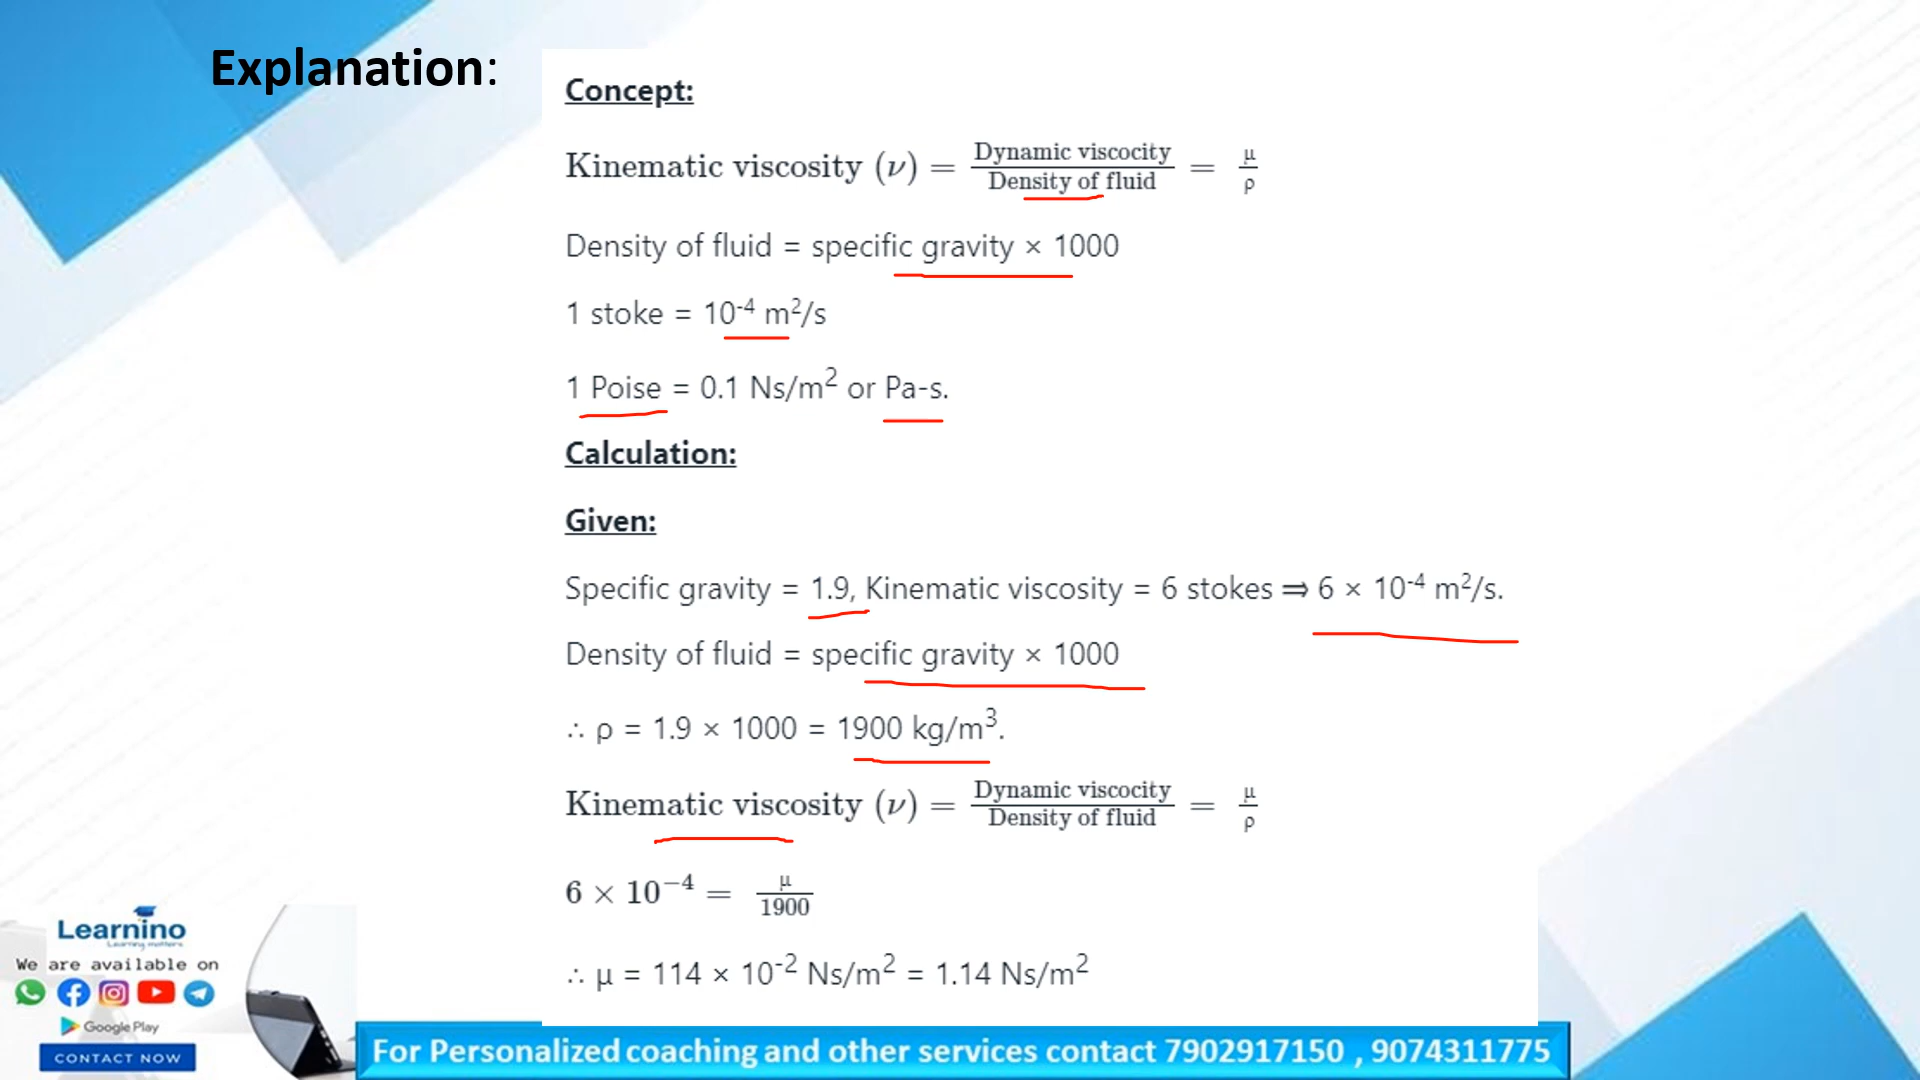 Explanation:
Concept:
Kinematic viscosity (ν) = Dynamic viscocity / Density of fluid = μ / ρ
Density of fluid = specific gravity × 1000
1 stoke = 10⁻⁴ m²/s
1 Poise = 0.1 Ns/m² or Pa-s.
Calculation:
Given:
Specific gravity = 1.9, Kinematic viscosity = 6 stokes ⇒ 6 × 10⁻⁴ m²/s.
Density of fluid = specific gravity × 1000
∴ ρ = 1.9 × 1000 = 1900 kg/m³.
Kinematic viscosity (ν) = Dynamic viscocity / Density of fluid = μ / ρ
6 × 10⁻⁴ = μ / 1900
∴ μ = 114 × 10⁻² Ns/m² = 1.14 Ns/m²
Learnino
Learning matters
We are available on
Google Play
CONTACT NOW
For Personalized coaching and other services contact 7902917150 , 9074311775